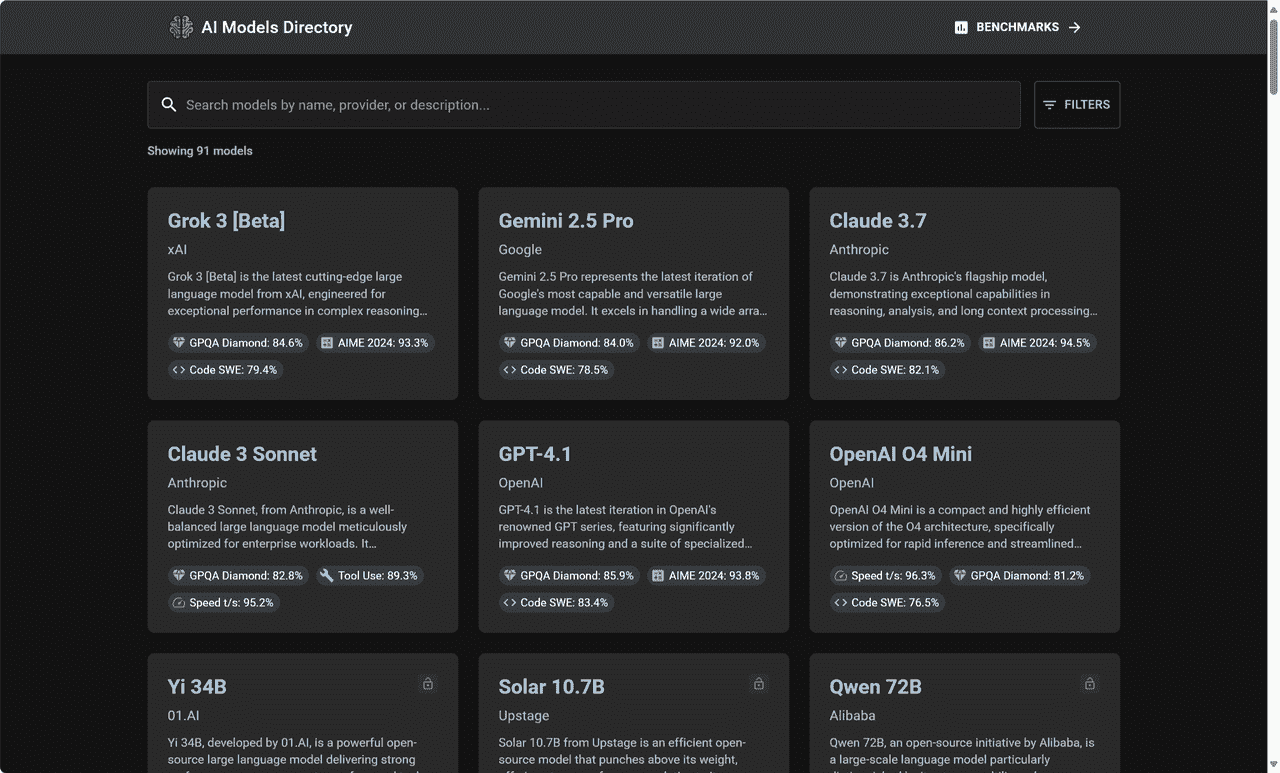 AI Models Directory
BENCHMARKS
Search models by name, provider, or description...
FILTERS
Showing 91 models
Grok 3 [Beta]
xAI
Grok 3 [Beta] is the latest cutting-edge large
language model from xAI, engineered for
exceptional performance in complex reasoning...
GPQA Diamond: 84.6%
AIME 2024: 93.3%
Code SWE: 79.4%
Gemini 2.5 Pro
Google
Gemini 2.5 Pro represents the latest iteration of
Google's most capable and versatile large
language model. It excels in handling a wide arra...
GPQA Diamond: 84.0%
AIME 2024: 92.0%
Code SWE: 78.5%
Claude 3.7
Anthropic
Claude 3.7 is Anthropic's flagship model,
demonstrating exceptional capabilities in
reasoning, analysis, and long context processing...
GPQA Diamond: 86.2%
AIME 2024: 94.5%
Code SWE: 82.1%
Claude 3 Sonnet
Anthropic
Claude 3 Sonnet, from Anthropic, is a well-
balanced large language model meticulously
optimized for enterprise workloads. It...
GPQA Diamond: 82.8%
Tool Use: 89.3%
Speed t/s: 95.2%
GPT-4.1
OpenAI
GPT-4.1 is the latest iteration in OpenAI's
renowned GPT series, featuring significantly
improved reasoning and a suite of specialized...
GPQA Diamond: 85.9%
AIME 2024: 93.8%
Code SWE: 83.4%
OpenAI O4 Mini
OpenAI
OpenAI O4 Mini is a compact and highly efficient
version of the O4 architecture, specifically
optimized for rapid inference and streamlined...
Speed t/s: 96.3%
GPQA Diamond: 81.2%
Code SWE: 76.5%
Yi 34B
01.AI
Yi 34B, developed by 01.AI, is a powerful open-
source large language model delivering strong
Solar 10.7B
Upstage
Solar 10.7B from Upstage is an efficient open-
source model that punches above its weight,
Qwen 72B
Alibaba
Qwen 72B, an open-source initiative by Alibaba, is
a large-scale language model particularly